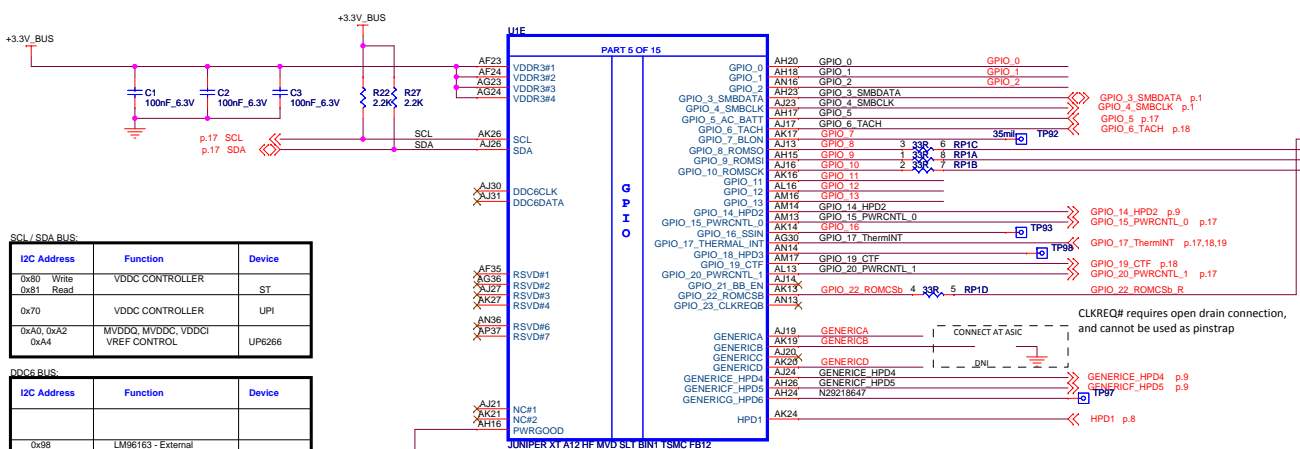 +3.3V_BUS
+3.3V_BUS
U1E
PART 5 OF 15
AF23 VDDR3#1
AF24 VDDR3#2
AG23 VDDR3#3
AG24 VDDR3#4
C1 100nF_6.3V
C2 100nF_6.3V
C3 100nF_6.3V
R22 2.2K
R27 2.2K
p.17 SCL SCL AK26 SCL
p.17 SDA SDA AJ26 SDA
AJ30 DDC6CLK
AJ31 DDC6DATA
AF35 RSVD#1
AG36 RSVD#2
AJ27 RSVD#3
AK27 RSVD#4
AN36 RSVD#6
AP37 RSVD#7
AJ21 NC#1
AK21 NC#2
AH16 PWRGOOD
G
P
I
O
GPIO_0 AH20 GPIO_0 GPIO_0
GPIO_1 AH18 GPIO_1 GPIO_1
GPIO_2 AN16 GPIO_2 GPIO_2
GPIO_3_SMBDATA AH23 GPIO_3_SMBDATA GPIO_3_SMBDATA p.1
GPIO_4_SMBCLK AJ23 GPIO_4_SMBCLK GPIO_4_SMBCLK p.1
GPIO_5_AC_BATT AH17 GPIO_5 GPIO_5 p.17
GPIO_6_TACH AJ17 GPIO_6_TACH GPIO_6_TACH p.18
GPIO_7_BLON AK17 GPIO_7 35mil TP92
GPIO_8_ROMSO AJ13 GPIO_8 3 33R 6 RP1C
GPIO_9_ROMSI AH15 GPIO_9 1 33R 8 RP1A
GPIO_10_ROMSCK AJ16 GPIO_10 2 33R 7 RP1B
GPIO_11 AK16 GPIO_11
GPIO_12 AL16 GPIO_12
GPIO_13 AM16 GPIO_13
GPIO_14_HPD2 AM14 GPIO_14_HPD2 GPIO_14_HPD2 p.9
GPIO_15_PWRCNTL_0 AM13 GPIO_15_PWRCNTL_0 GPIO_15_PWRCNTL_0 p.17
GPIO_16_SSIN AK14 GPIO_16 TP93
GPIO_17_THERMAL_INT AG30 GPIO_17_ThermINT GPIO_17_ThermINT p.17,18,19
GPIO_18_HPD3 AN14 TP98
GPIO_19_CTF AM17 GPIO_19_CTF GPIO_19_CTF p.18
GPIO_20_PWRCNTL_1 AL13 GPIO_20_PWRCNTL_1 GPIO_20_PWRCNTL_1 p.17
GPIO_21_BB_EN AJ14
GPIO_22_ROMCSB AK13 GPIO_22_ROMCSb 4 33R 5 RP1D GPIO_22_ROMCSb_R
GPIO_23_CLKREQB AN13
CLKREQ# requires open drain connection,
and cannot be used as pinstrap
GENERICA AJ19 GENERICA
GENERICB AK19 GENERICB
GENERICC AJ20
GENERICD AK20 GENERICD
CONNECT AT ASIC
DNI
GENERICE_HPD4 AJ24 GENERICE_HPD4 GENERICE_HPD4 p.9
GENERICF_HPD5 AH26 GENERICF_HPD5 GENERICF_HPD5 p.9
GENERICG_HPD6 AH24 N29218647 TP97
HPD1 AK24 HPD1 p.8
JUNIPER XT A12 HF MVD SLT BIN1 TSMC FB12
SCL / SDA BUS:
I2C Address Function Device
0x80 Write VDDC CONTROLLER
0x81 Read ST
0x70 VDDC CONTROLLER UPI
0xA0, 0xA2 MVDDQ, MVDDC, VDDCI
0xA4 VREF CONTROL UP6266
DDC6 BUS:
I2C Address Function Device
0x98 LM96163 - External